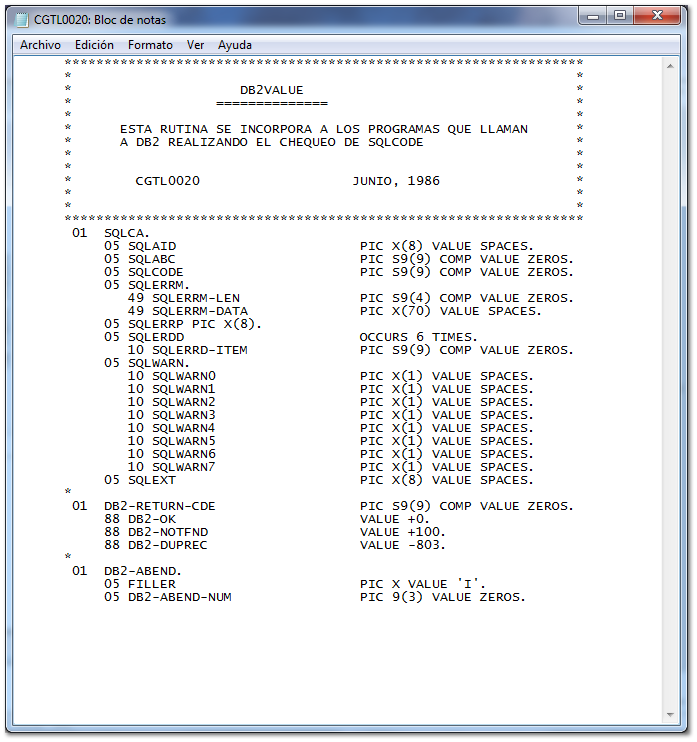 CGTL0020: Bloc de notas
Archivo Edición Formato Ver Ayuda
*****************************************************************
* *
* DB2VALUE *
* ============== *
* *
* ESTA RUTINA SE INCORPORA A LOS PROGRAMAS QUE LLAMAN *
* A DB2 REALIZANDO EL CHEQUEO DE SQLCODE *
* *
* *
* CGTL0020 JUNIO, 1986 *
* *
* *
*****************************************************************
01 SQLCA.
05 SQLAID PIC X(8) VALUE SPACES.
05 SQLABC PIC S9(9) COMP VALUE ZEROS.
05 SQLCODE PIC S9(9) COMP VALUE ZEROS.
05 SQLERRM.
49 SQLERRM-LEN PIC S9(4) COMP VALUE ZEROS.
49 SQLERRM-DATA PIC X(70) VALUE SPACES.
05 SQLERRP PIC X(8).
05 SQLERDD OCCURS 6 TIMES.
10 SQLERRD-ITEM PIC S9(9) COMP VALUE ZEROS.
05 SQLWARN.
10 SQLWARN0 PIC X(1) VALUE SPACES.
10 SQLWARN1 PIC X(1) VALUE SPACES.
10 SQLWARN2 PIC X(1) VALUE SPACES.
10 SQLWARN3 PIC X(1) VALUE SPACES.
10 SQLWARN4 PIC X(1) VALUE SPACES.
10 SQLWARN5 PIC X(1) VALUE SPACES.
10 SQLWARN6 PIC X(1) VALUE SPACES.
10 SQLWARN7 PIC X(1) VALUE SPACES.
05 SQLEXT PIC X(8) VALUE SPACES.
*
01 DB2-RETURN-CDE PIC S9(9) COMP VALUE ZEROS.
88 DB2-OK VALUE +0.
88 DB2-NOTFND VALUE +100.
88 DB2-DUPREC VALUE -803.
*
01 DB2-ABEND.
05 FILLER PIC X VALUE 'I'.
05 DB2-ABEND-NUM PIC 9(3) VALUE ZEROS.